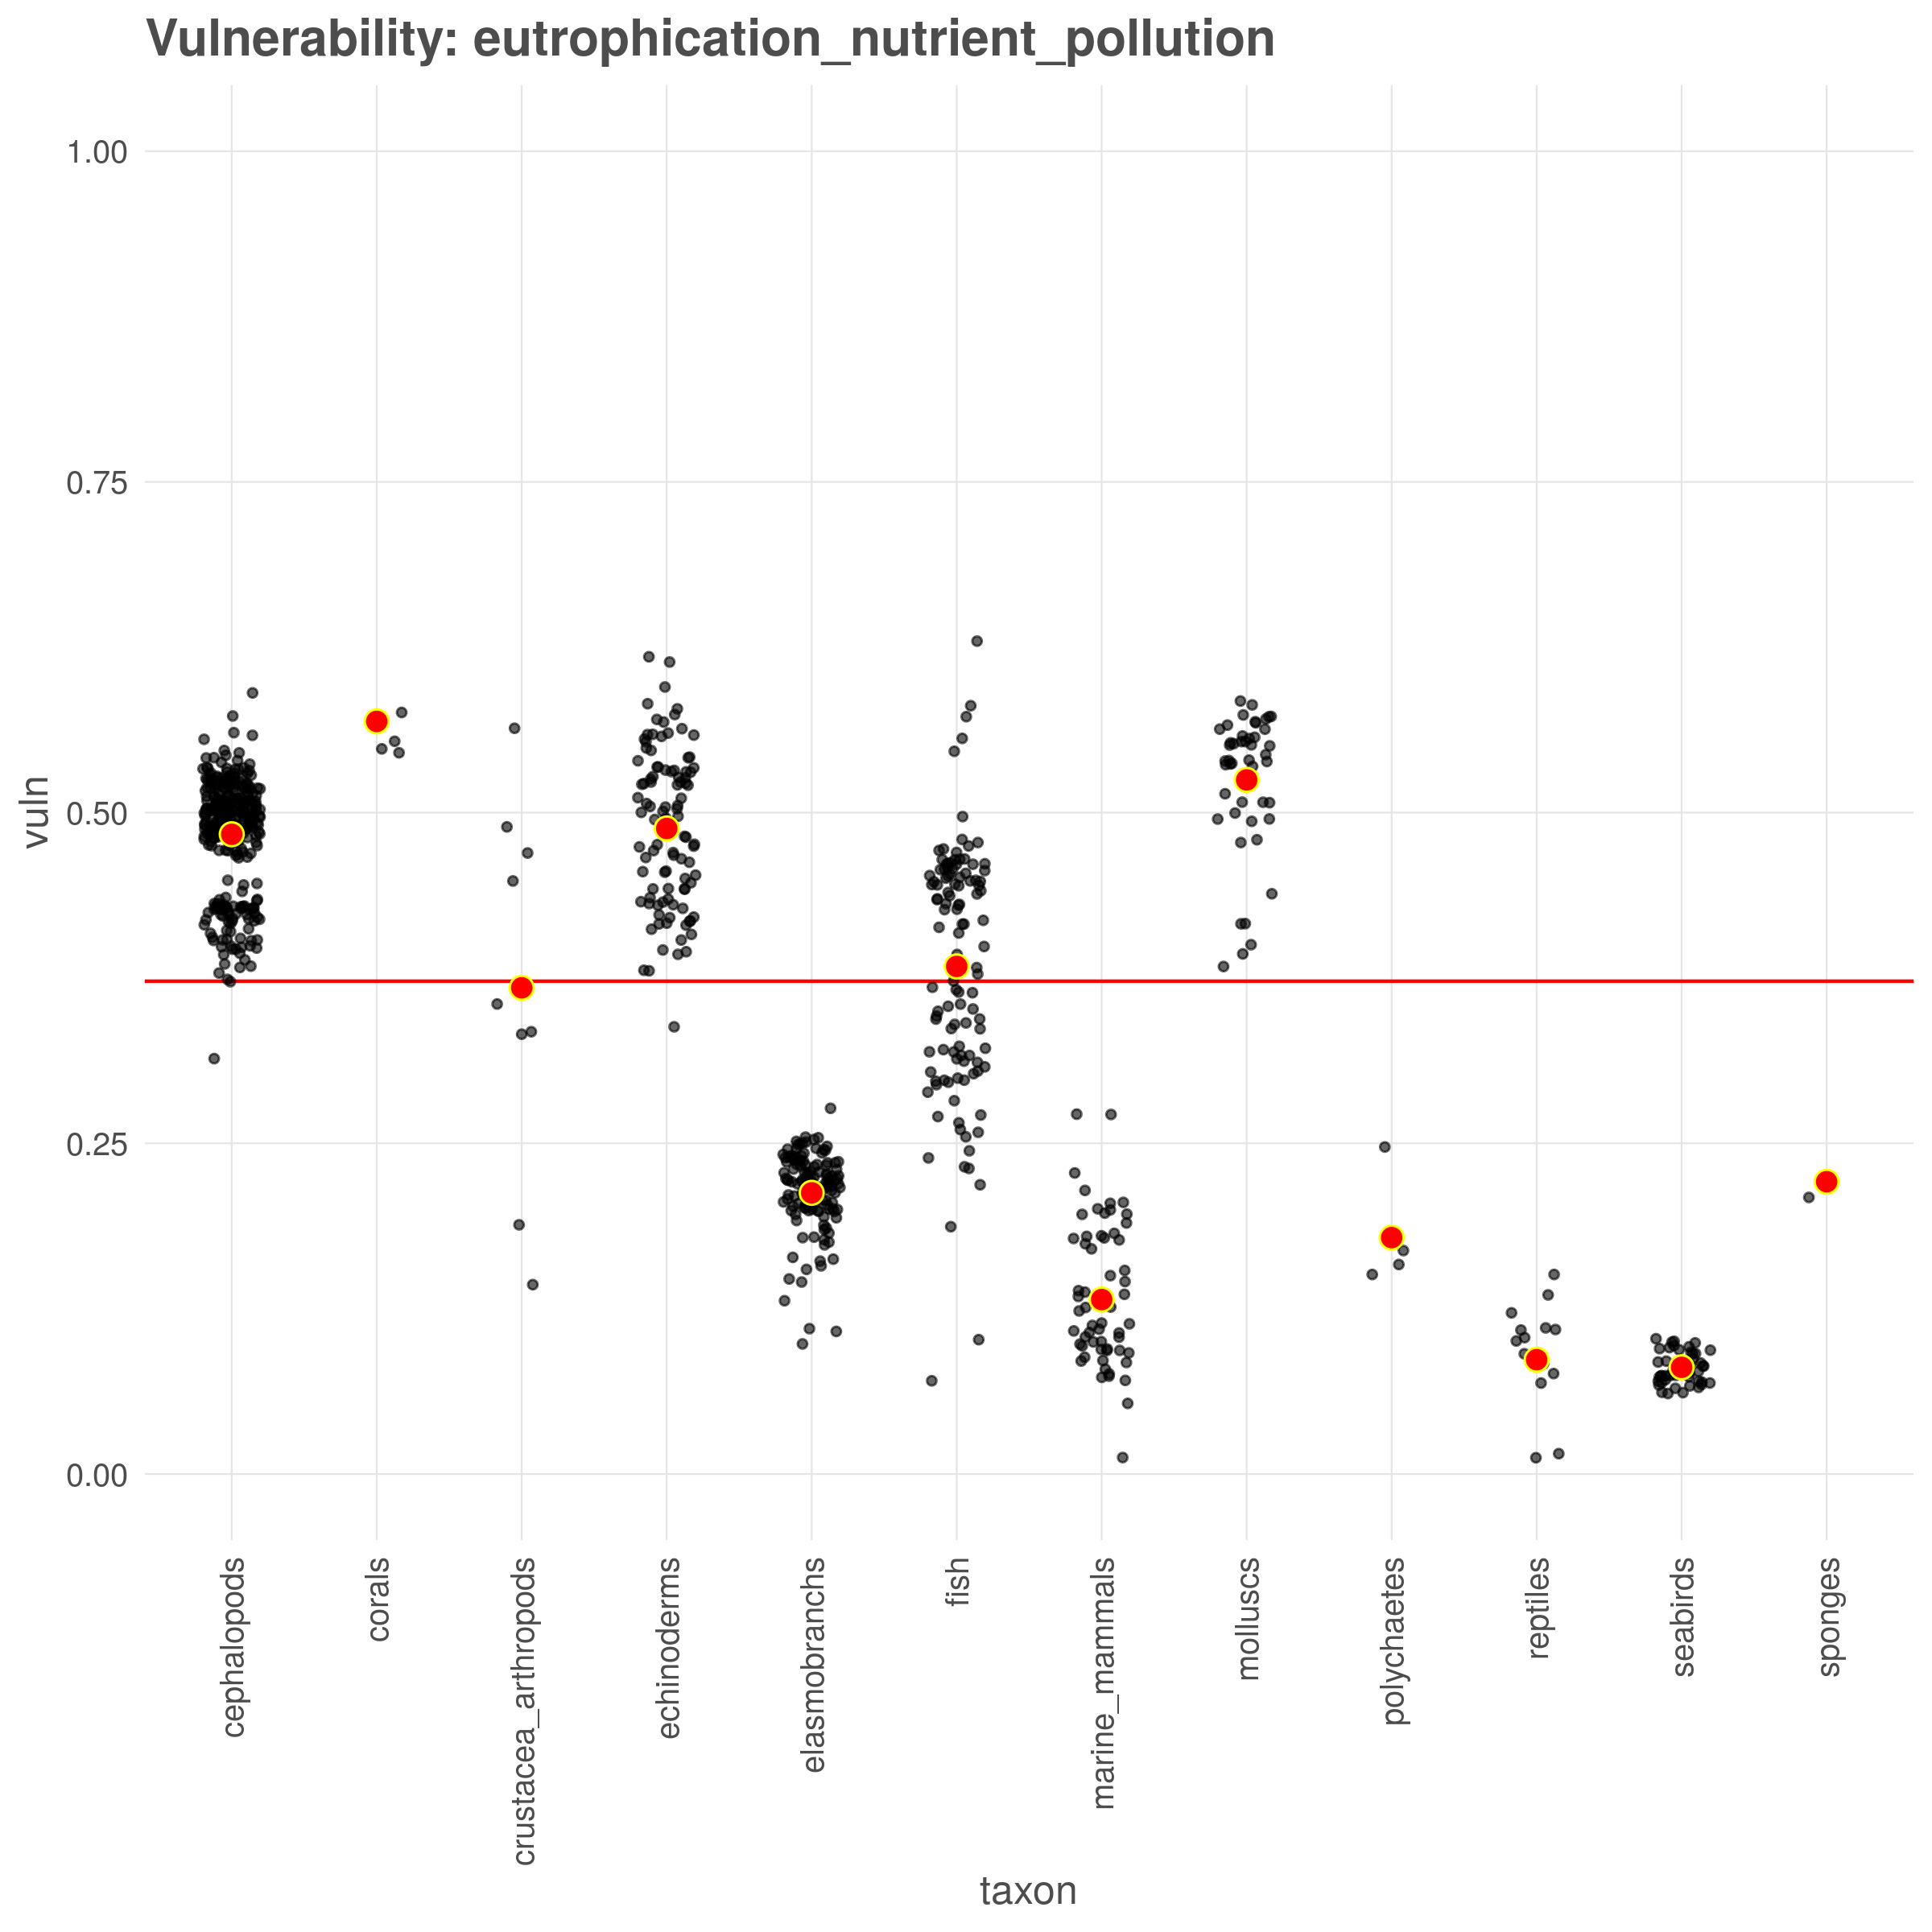 Vulnerability: eutrophication_nutrient_pollution
vuln
1.00
0.75
0.50
0.25
0.00
cephalopods
corals
crustacea_arthropods
echinoderms
elasmobranchs
fish
marine_mammals
molluscs
polychaetes
reptiles
seabirds
sponges
taxon